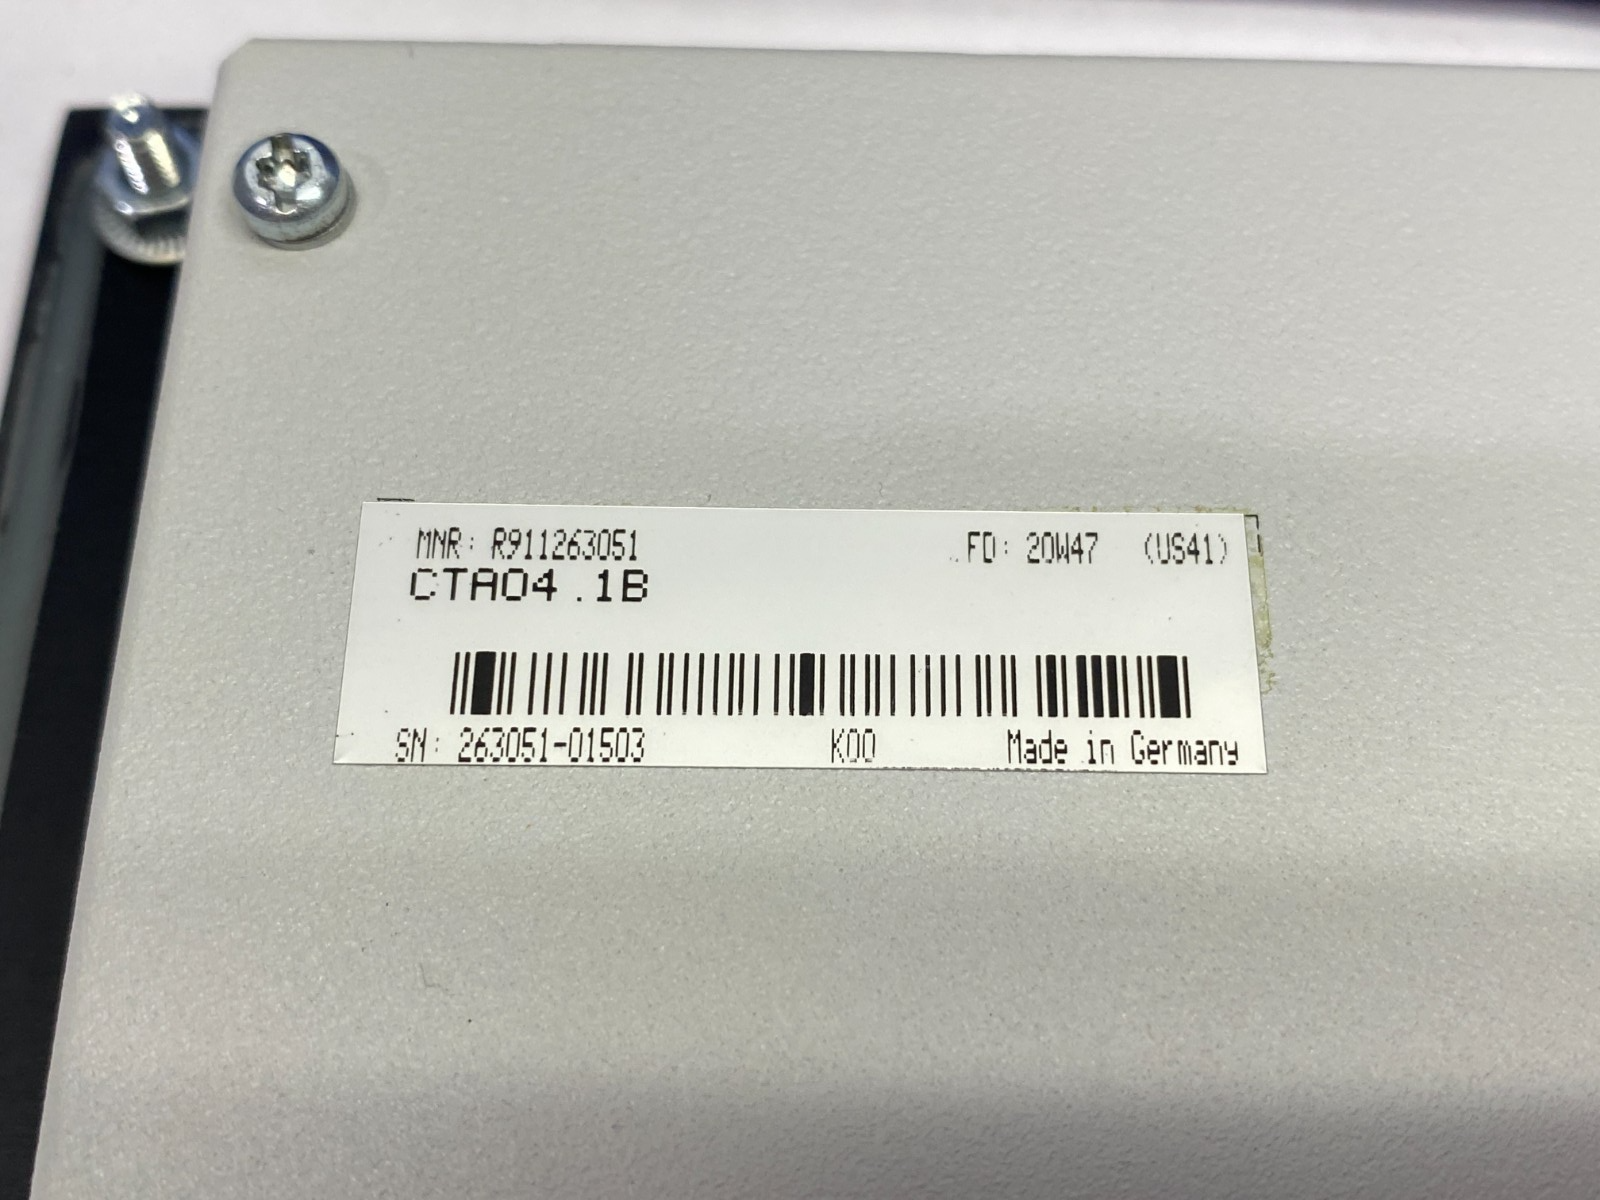 MNR: R911263051 FD: 20W47 (US41)
CTA04.1B
SN: 263051-01503 K00 Made in Germany